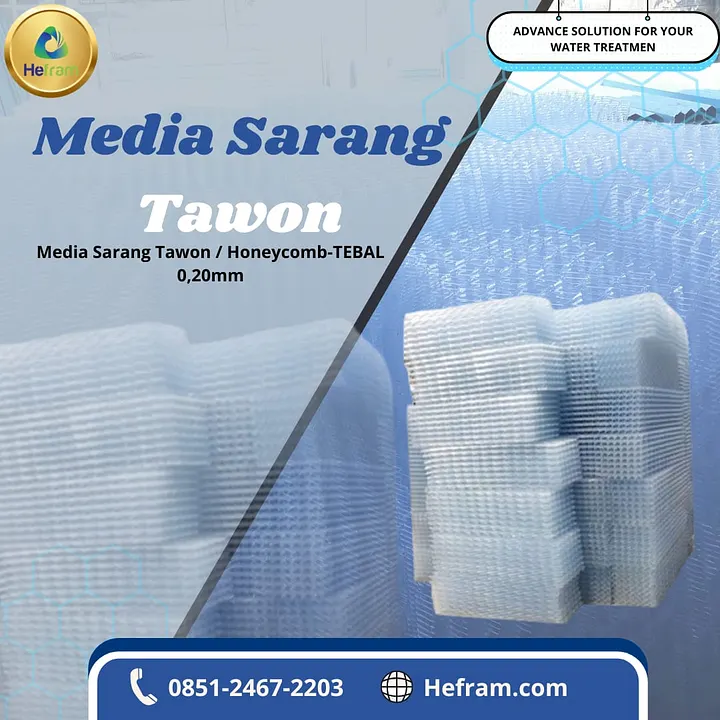 Hefram
ADVANCE SOLUTION FOR YOUR
WATER TREATMEN
Media Sarang
Tawon
Media Sarang Tawon / Honeycomb-TEBAL
0,20mm
0851-2467-2203
Hefram.com